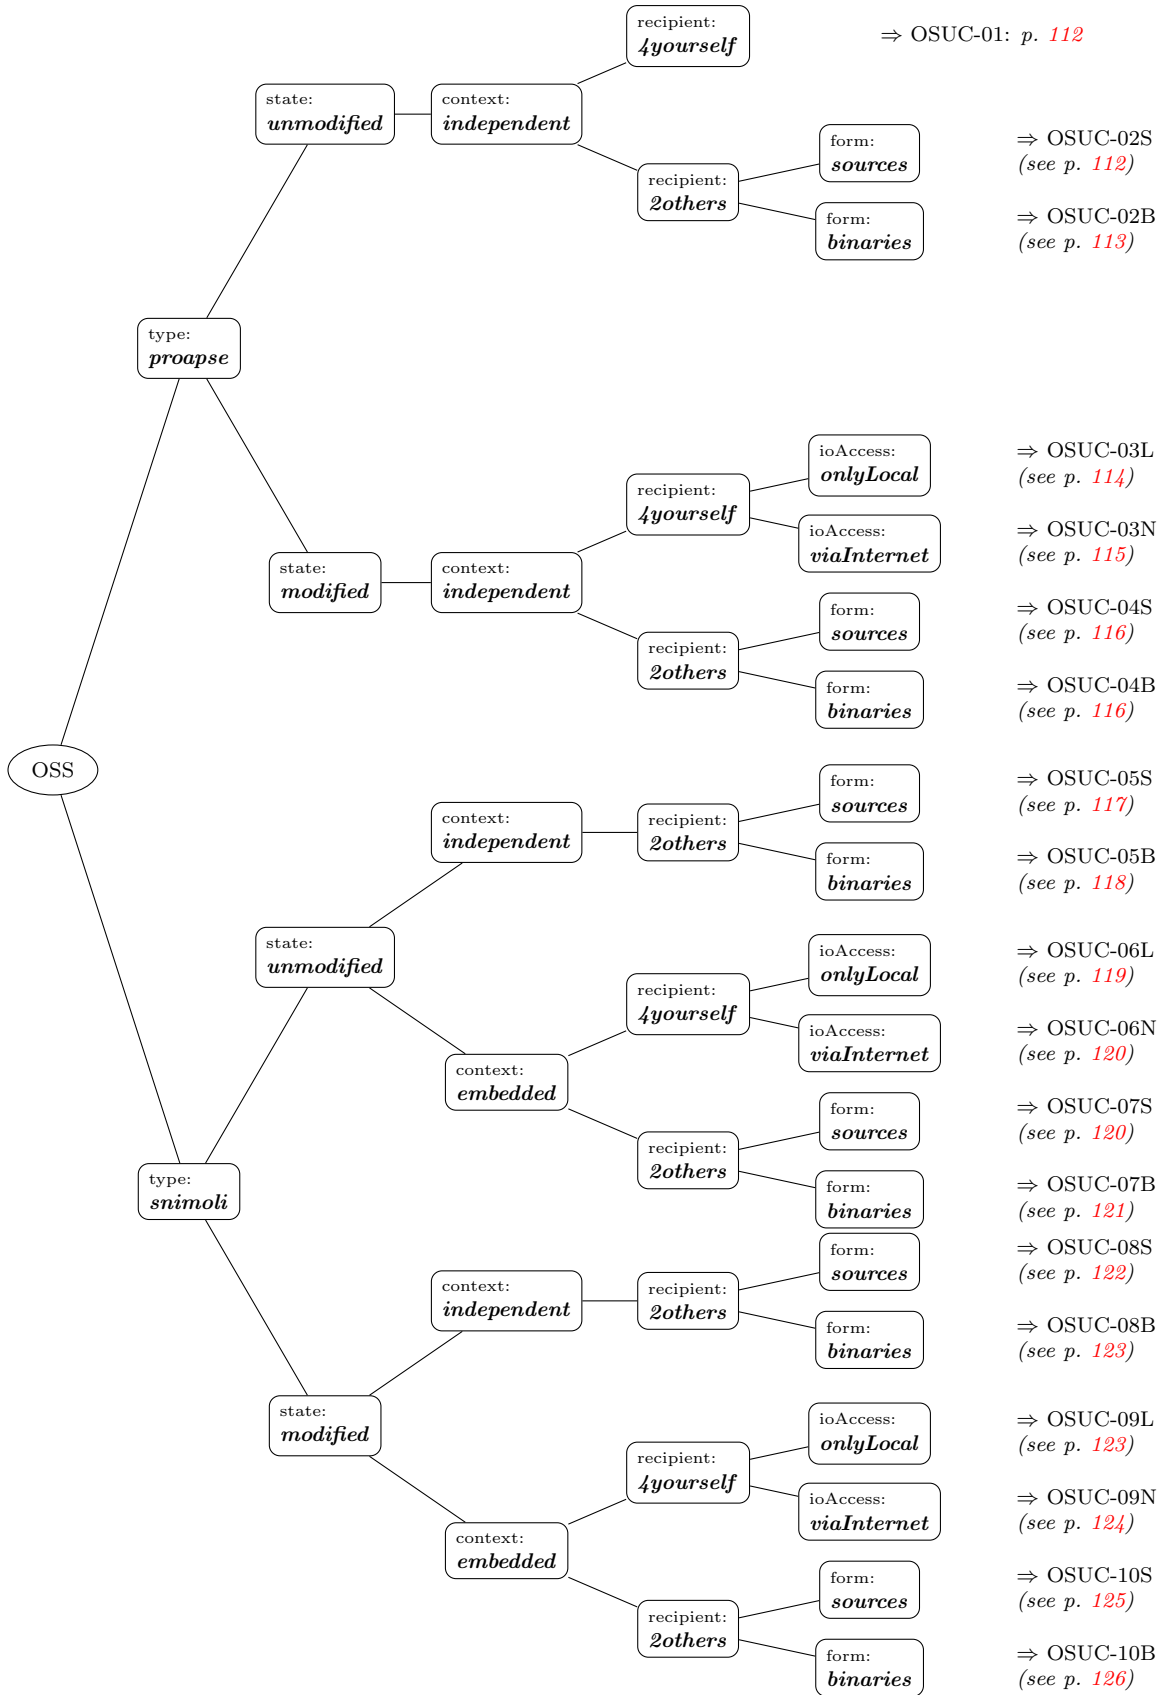 recipient:
4yourself
⇒ OSUC-01: p. 112
state:
unmodified
context:
independent
form:
sources
⇒ OSUC-02S
(see p. 112)
recipient:
2others
form:
binaries
⇒ OSUC-02B
(see p. 113)
type:
proapse
ioAccess:
onlyLocal
⇒ OSUC-03L
(see p. 114)
recipient:
4yourself
ioAccess:
viaInternet
⇒ OSUC-03N
(see p. 115)
state:
modified
context:
independent
form:
sources
⇒ OSUC-04S
(see p. 116)
recipient:
2others
form:
binaries
⇒ OSUC-04B
(see p. 116)
OSS
form:
sources
⇒ OSUC-05S
(see p. 117)
context:
independent
recipient:
2others
form:
binaries
⇒ OSUC-05B
(see p. 118)
state:
unmodified
ioAccess:
onlyLocal
⇒ OSUC-06L
(see p. 119)
recipient:
4yourself
ioAccess:
viaInternet
⇒ OSUC-06N
(see p. 120)
context:
embedded
form:
sources
⇒ OSUC-07S
(see p. 120)
recipient:
2others
form:
binaries
⇒ OSUC-07B
(see p. 121)
type:
snimoli
form:
sources
⇒ OSUC-08S
(see p. 122)
context:
independent
recipient:
2others
form:
binaries
⇒ OSUC-08B
(see p. 123)
state:
modified
ioAccess:
onlyLocal
⇒ OSUC-09L
(see p. 123)
recipient:
4yourself
ioAccess:
viaInternet
⇒ OSUC-09N
(see p. 124)
context:
embedded
form:
sources
⇒ OSUC-10S
(see p. 125)
recipient:
2others
form:
binaries
⇒ OSUC-10B
(see p. 126)